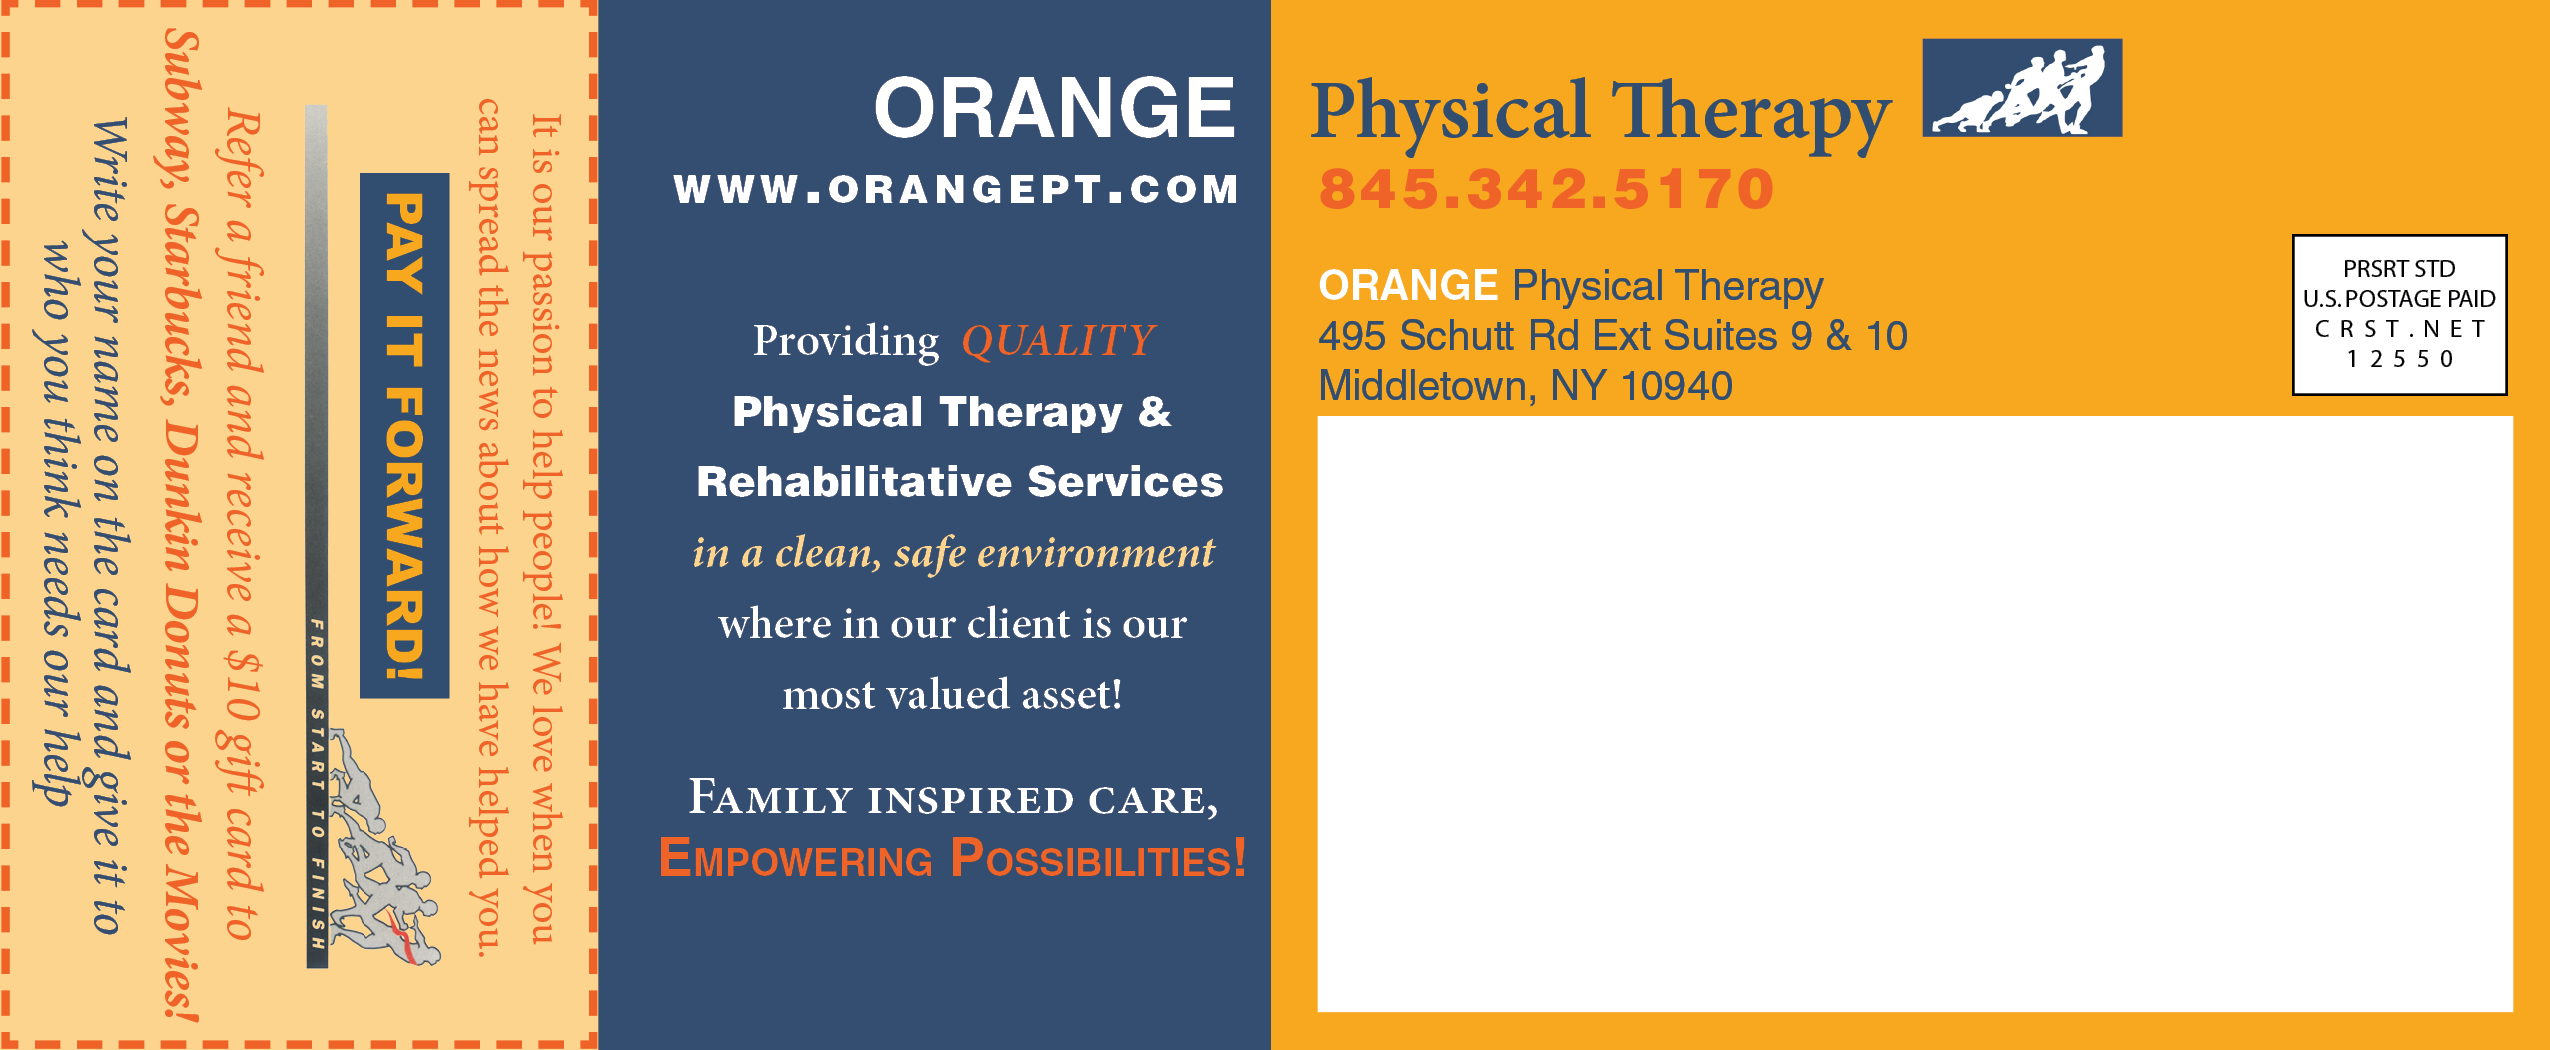 It is our passion to help people! We love when you
can spread the news about how we have helped you.
PAY IT FORWARD!
FROM START TO FINISH
Refer a friend and receive a $10 gift card to
Subway, Starbucks, Dunkin Donuts or the Movies!
Write your name on the card and give it to
who you think needs our help
ORANGE
WWW.ORANGEPT.COM
Providing QUALITY
Physical Therapy &
Rehabilitative Services
in a clean, safe environment
where in our client is our
most valued asset!
FAMILY INSPIRED CARE,
EMPOWERING POSSIBILITIES!
Physical Therapy
845.342.5170
ORANGE Physical Therapy
495 Schutt Rd Ext Suites 9 & 10
Middletown, NY 10940
PRSRT STD
U.S. POSTAGE PAID
CRST.NET
12550